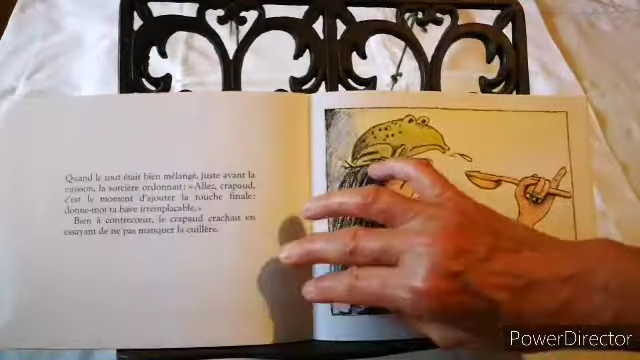 Quand le tout était bien mélangé, juste avant la
cuisson, la sorcière ordonnait : « Allez, crapaud,
c'est le moment d'ajouter la touche finale :
donne-moi ta bave irremplaçable. »
Bien à contrecœur, le crapaud crachait en
essayant de ne pas manquer la cuillère.
PowerDirector